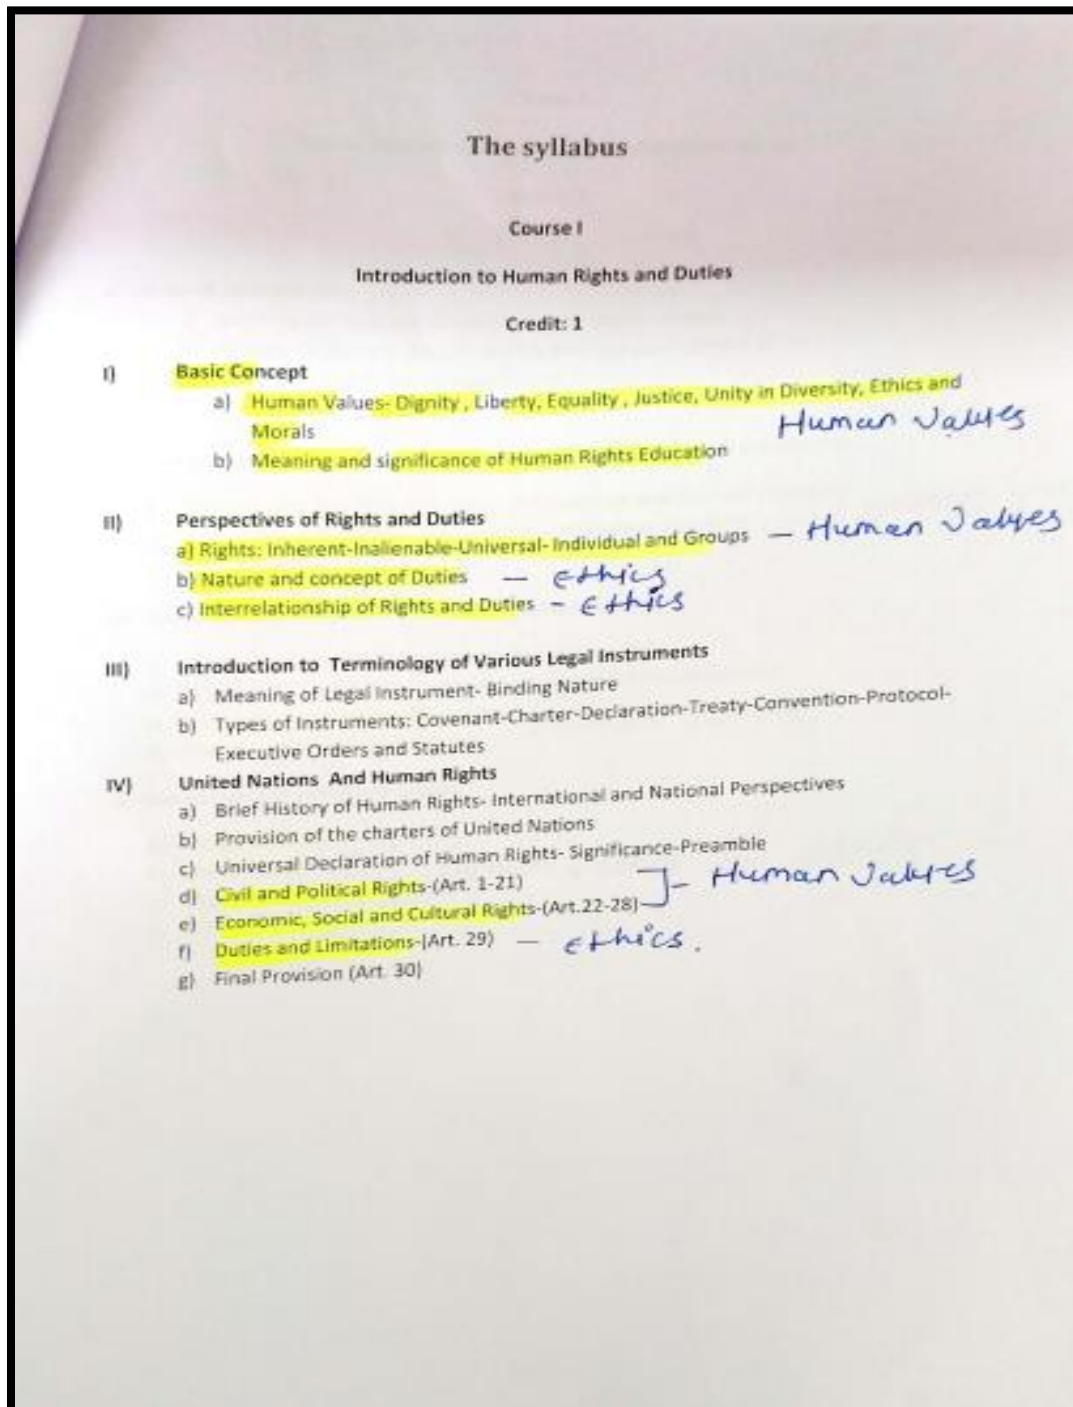 The syllabus
Course I
Introduction to Human Rights and Duties
Credit: 1
I) Basic Concept
a) Human Values- Dignity , Liberty, Equality , Justice, Unity in Diversity, Ethics and
Morals
Human Values
b) Meaning and significance of Human Rights Education
II) Perspectives of Rights and Duties
a) Rights: Inherent-Inalienable-Universal- Individual and Groups — Human Values
b) Nature and concept of Duties — Ethics
c) Interrelationship of Rights and Duties - Ethics
III) Introduction to Terminology of Various Legal Instruments
a) Meaning of Legal Instrument- Binding Nature
b) Types of Instruments: Covenant-Charter-Declaration-Treaty-Convention-Protocol-
Executive Orders and Statutes
IV) United Nations And Human Rights
a) Brief History of Human Rights- International and National Perspectives
b) Provision of the charters of United Nations
c) Universal Declaration of Human Rights- Significance-Preamble
d) Civil and Political Rights-(Art. 1-21)
] - Human Values
e) Economic, Social and Cultural Rights-(Art.22-28)
f) Duties and Limitations-(Art. 29) — Ethics.
g) Final Provision (Art. 30)